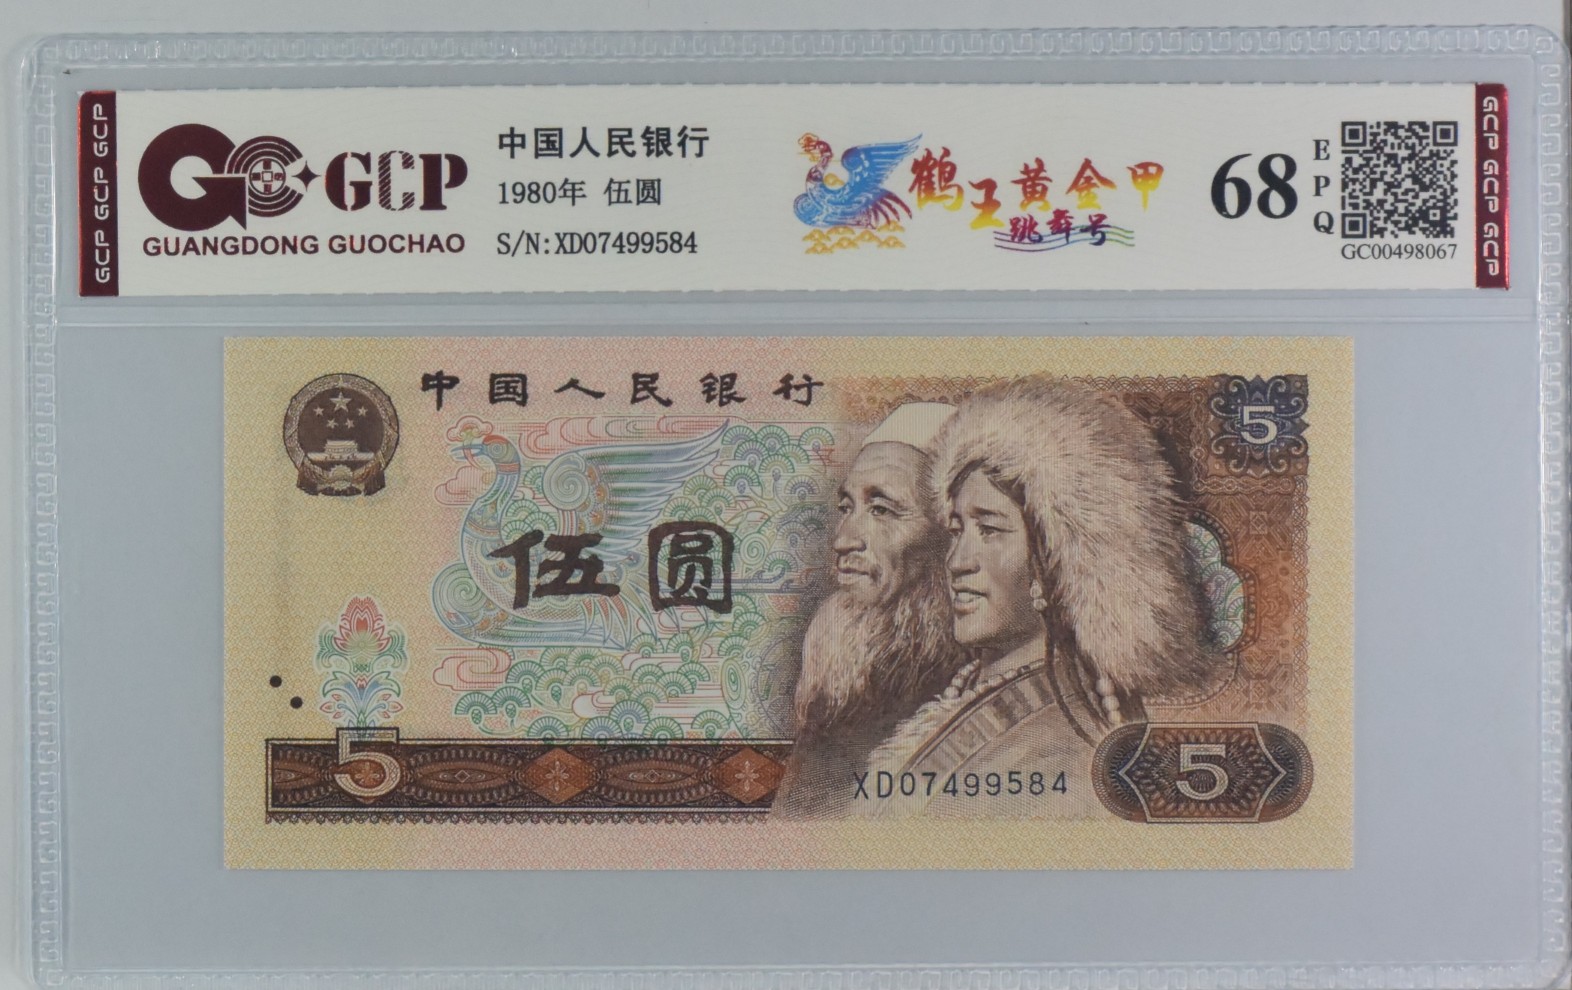 GCP GCP GCP
GCP
GUANGDONG GUOCHAO
中国人民银行
1980年 伍圆
S/N:XD07499584
鹤王黄金甲
跳舞号
68
EPQ
GC00498067
GCP GCP GCP
中国人民银行
5
伍圆
5
XD07499584
5